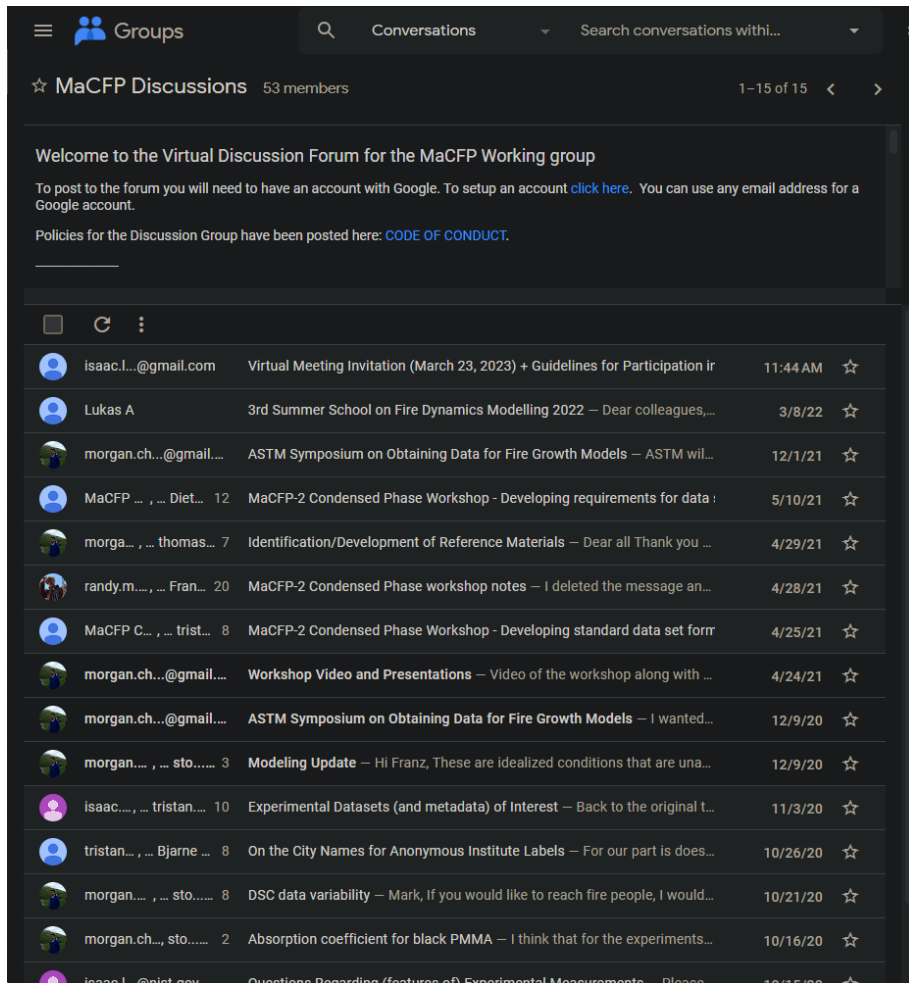 Groups Conversations Search conversations withi...
MaCFP Discussions 53 members 1–15 of 15
Welcome to the Virtual Discussion Forum for the MaCFP Working group
To post to the forum you will need to have an account with Google. To setup an account click here. You can use any email address for a
Google account.
Policies for the Discussion Group have been posted here: CODE OF CONDUCT.
isaac.l...@gmail.com Virtual Meeting Invitation (March 23, 2023) + Guidelines for Participation in 11:44 AM
Lukas A 3rd Summer School on Fire Dynamics Modelling 2022 — Dear colleagues,... 3/8/22
morgan.ch...@gmail.... ASTM Symposium on Obtaining Data for Fire Growth Models — ASTM wil... 12/1/21
MaCFP ... , ... Diet... 12 MaCFP-2 Condensed Phase Workshop - Developing requirements for data 5/10/21
morga... , ... thomas... 7 Identification/Development of Reference Materials — Dear all Thank you ... 4/29/21
randy.m..., ... Fran... 20 MaCFP-2 Condensed Phase workshop notes — I deleted the message an... 4/28/21
MaCFP C... , ... trist... 8 MaCFP-2 Condensed Phase Workshop - Developing standard data set form 4/25/21
morgan.ch...@gmail.... Workshop Video and Presentations — Video of the workshop along with ... 4/24/21
morgan.ch...@gmail.... ASTM Symposium on Obtaining Data for Fire Growth Models — I wanted... 12/9/20
morgan.... , ... sto...... 3 Modeling Update — Hi Franz, These are idealized conditions that are una... 12/9/20
isaac...., ... tristan.... 10 Experimental Datasets (and metadata) of Interest — Back to the original t... 11/3/20
tristan... , ... Bjarne ... 8 On the City Names for Anonymous Institute Labels — For our part is does... 10/26/20
morgan.... , ... sto...... 8 DSC data variability — Mark, If you would like to reach fire people, I would... 10/21/20
morgan.ch..., sto...... 2 Absorption coefficient for black PMMA — I think that for the experiments... 10/16/20
isaac.l...@nist.gov Questions Regarding (features of) Experimental Measurements — Please